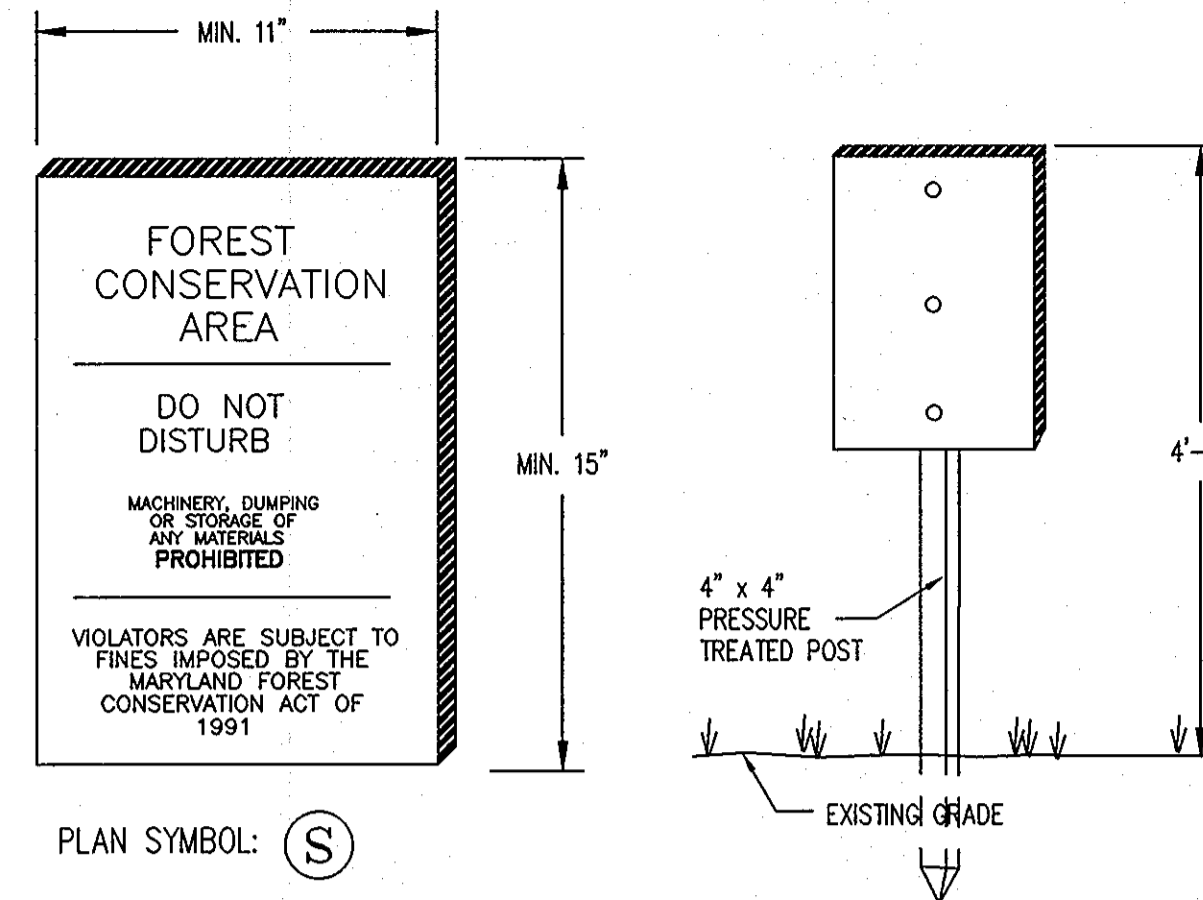 MIN. 11"
FOREST
CONSERVATION
AREA
DO NOT
DISTURB
MACHINERY, DUMPING
OR STORAGE OF
ANY MATERIALS
PROHIBITED
VIOLATORS ARE SUBJECT TO
FINES IMPOSED BY THE
MARYLAND FOREST
CONSERVATION ACT OF
1991
MIN. 15"
PLAN SYMBOL: S
4'-
4" x 4"
PRESSURE
TREATED POST
EXISTING GRADE